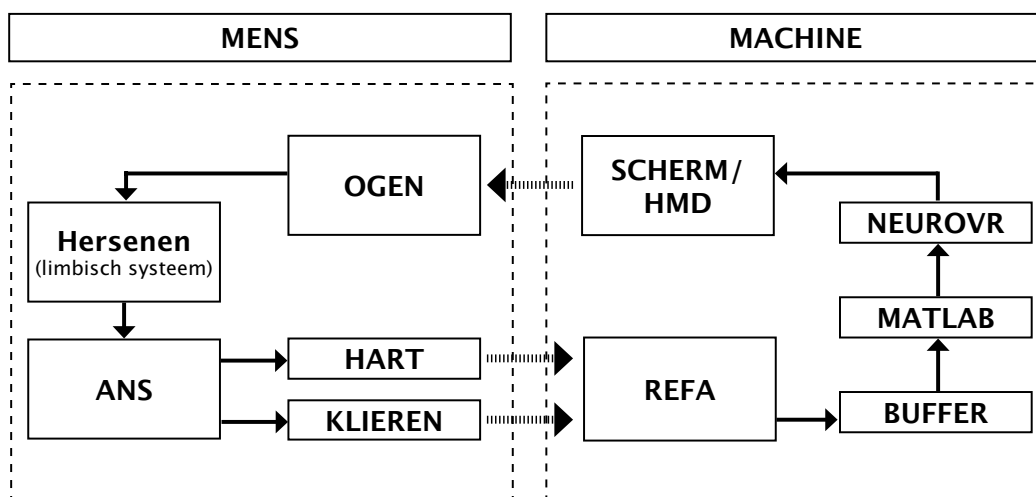 MENS
MACHINE
OGEN
SCHERM/
HMD
NEUROVR
Hersenen
(limbisch systeem)
MATLAB
ANS
HART
KLIEREN
REFA
BUFFER